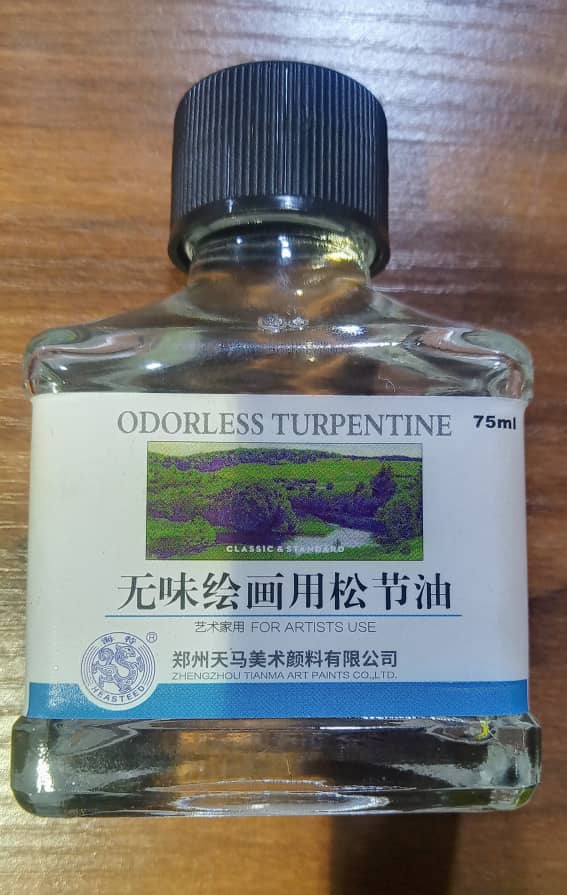 ODORLESS TURPENTINE 75ml
CLASSIC & STANDARD
无味绘画用松节油
艺术家用 FOR ARTISTS USE
海特
®
HEASTEED
郑州天马美术颜料有限公司
ZHENGZHOU TIANMA ART PAINTS CO.,LTD.